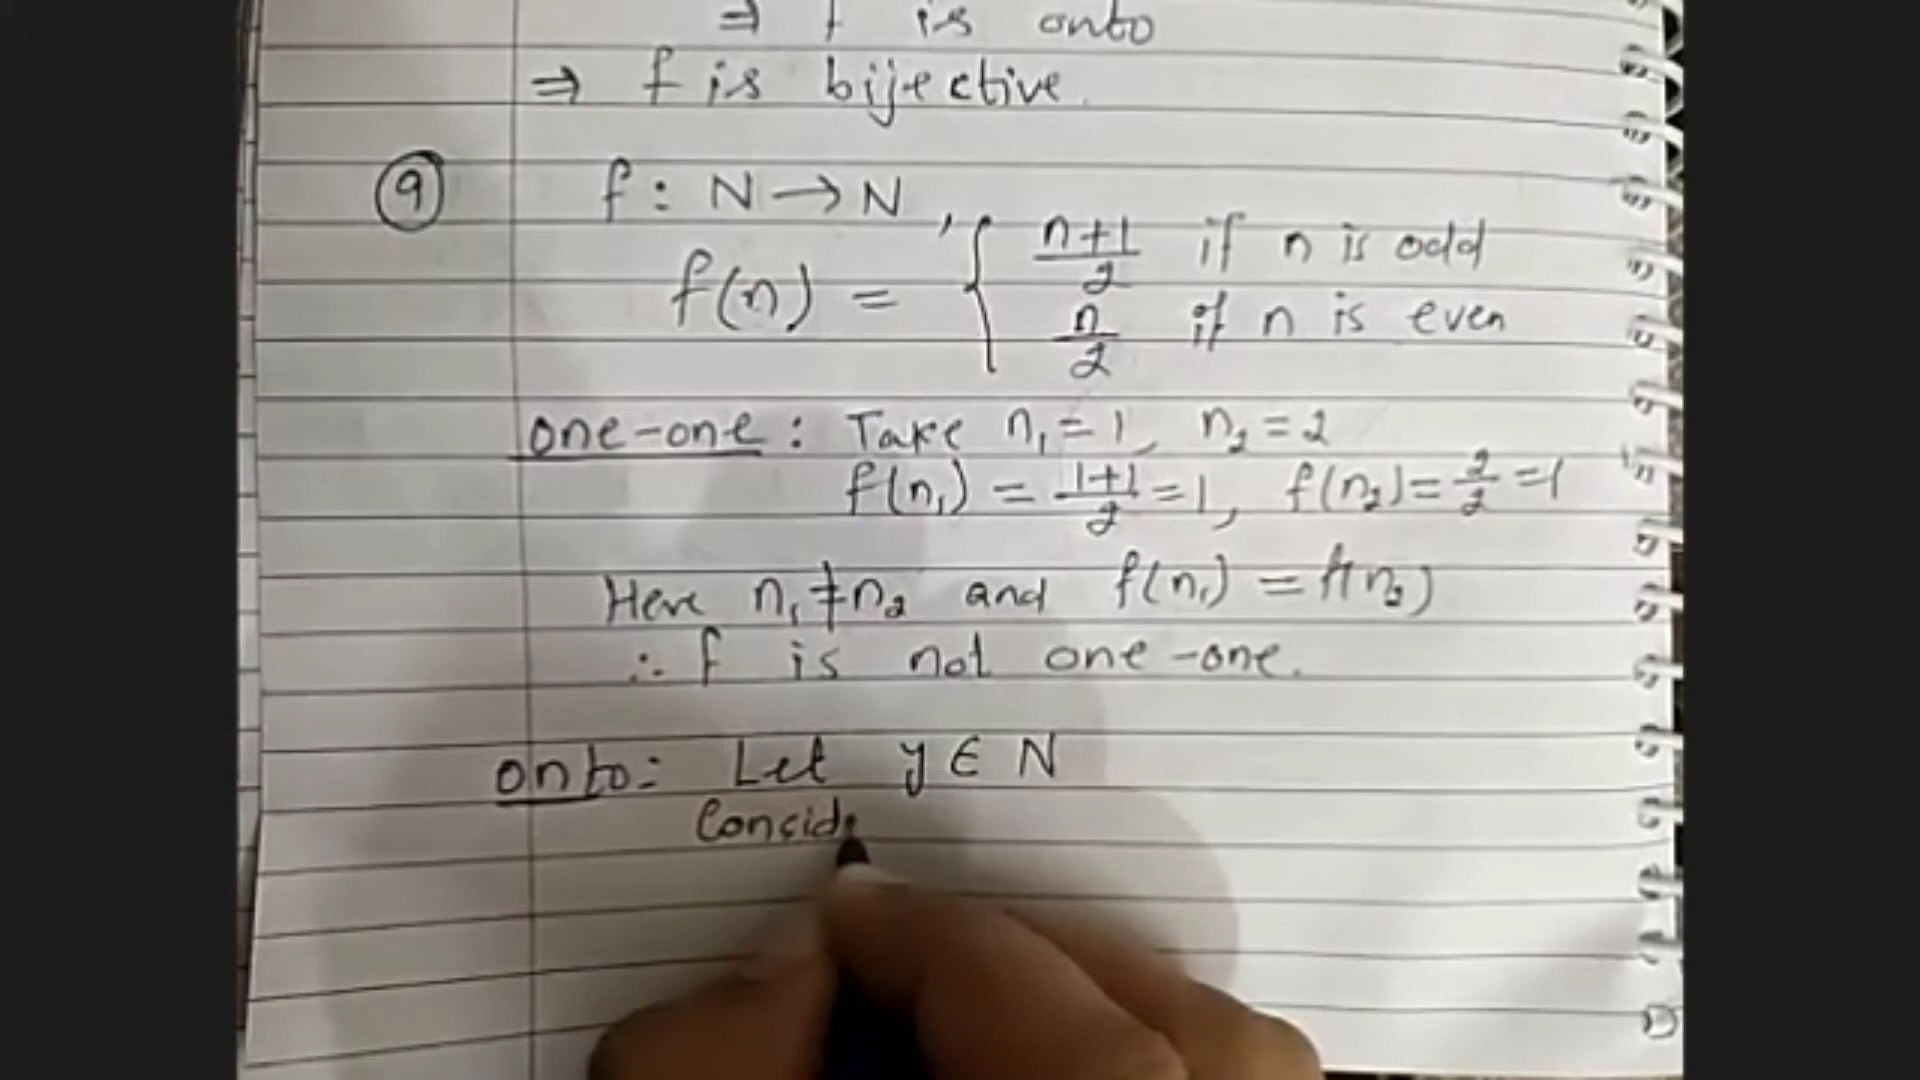 ⇒ f is onto
⇒ f is bijective.
9 f : N → N ,
f(n) = { n+1/2 if n is odd
n/2 if n is even
one-one : Take n₁ = 1, n₂ = 2
f(n₁) = 1+1/2 = 1, f(n₂) = 2/2 = 1
Here n₁ ≠ n₂ and f(n₁) = f(n₂)
∴ f is not one-one.
onto: Let y ∈ N
Conside